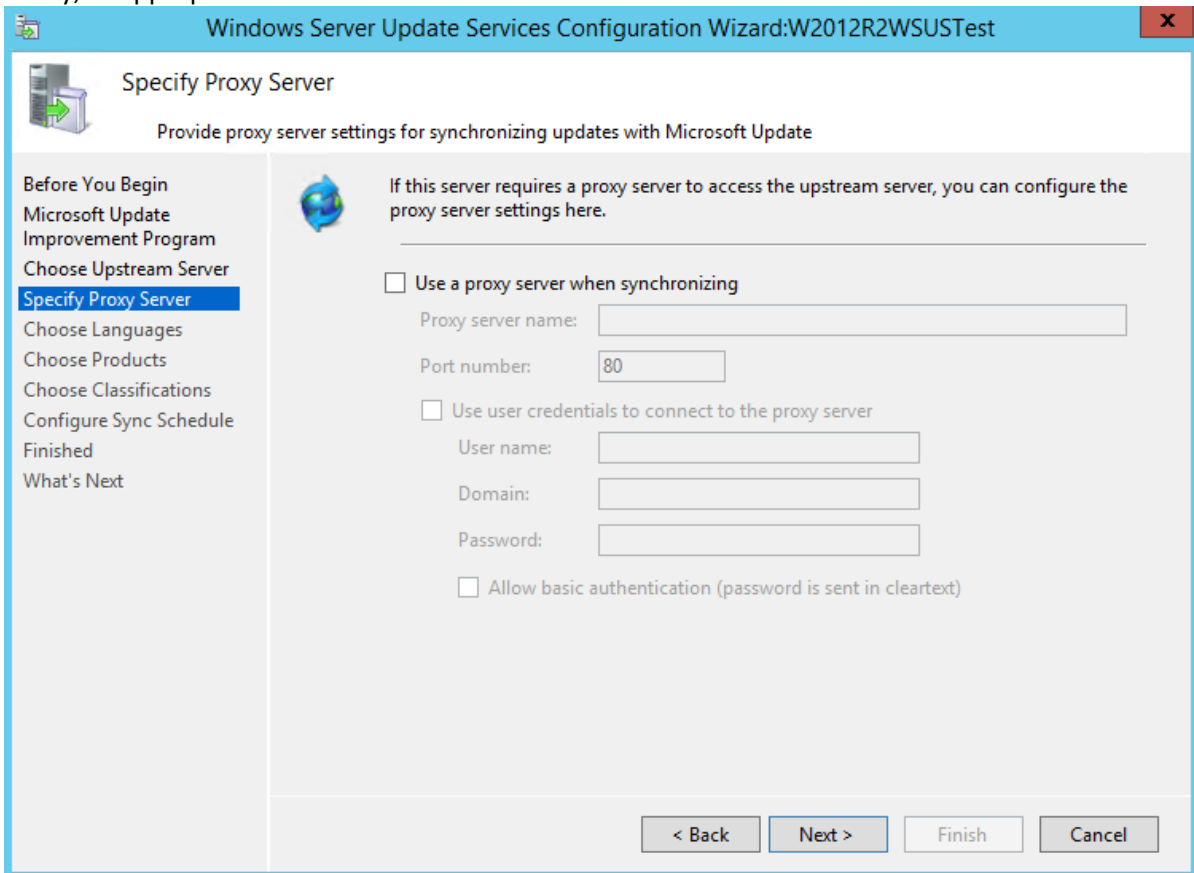 Windows Server Update Services Configuration Wizard:W2012R2WSUSTest
x
Specify Proxy Server
Provide proxy server settings for synchronizing updates with Microsoft Update
Before You Begin
Microsoft Update
Improvement Program
Choose Upstream Server
Specify Proxy Server
Choose Languages
Choose Products
Choose Classifications
Configure Sync Schedule
Finished
What's Next
If this server requires a proxy server to access the upstream server, you can configure the
proxy server settings here.
Use a proxy server when synchronizing
Proxy server name:
Port number: 80
Use user credentials to connect to the proxy server
User name:
Domain:
Password:
Allow basic authentication (password is sent in cleartext)
< Back Next > Finish Cancel